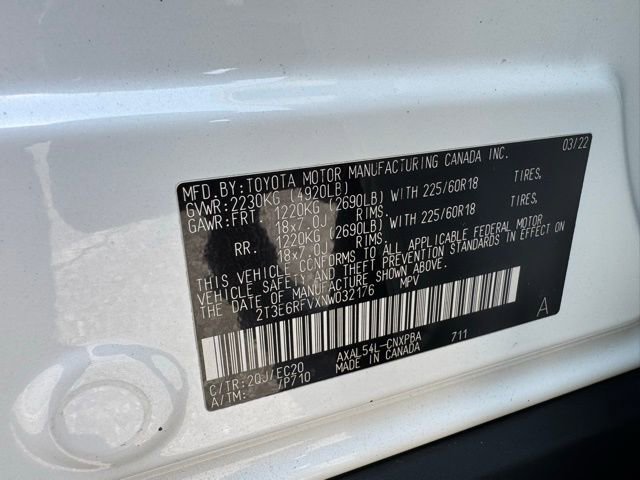 MFD.BY:TOYOTA MOTOR MANUFACTURING CANADA INC. 03/22
GVWR:2230KG (4920LB)
GAWR:FRT. 1220KG (2690LB) WITH 225/60R18 TIRES,
18x7.0J RIMS.
RR. 1220KG (2690LB) WITH 225/60R18 TIRES,
18x7.0J RIMS.
THIS VEHICLE CONFORMS TO ALL APPLICABLE FEDERAL MOTOR
VEHICLE SAFETY AND THEFT PREVENTION STANDARDS IN EFFECT ON
THE DATE OF MANUFACTURE SHOWN ABOVE.
2T3E6RFVXNW032176 MPV
A
AXAL54L-CNXPBA 711
C/TR:2QJ/EC20 MADE IN CANADA
A/TM: /P710